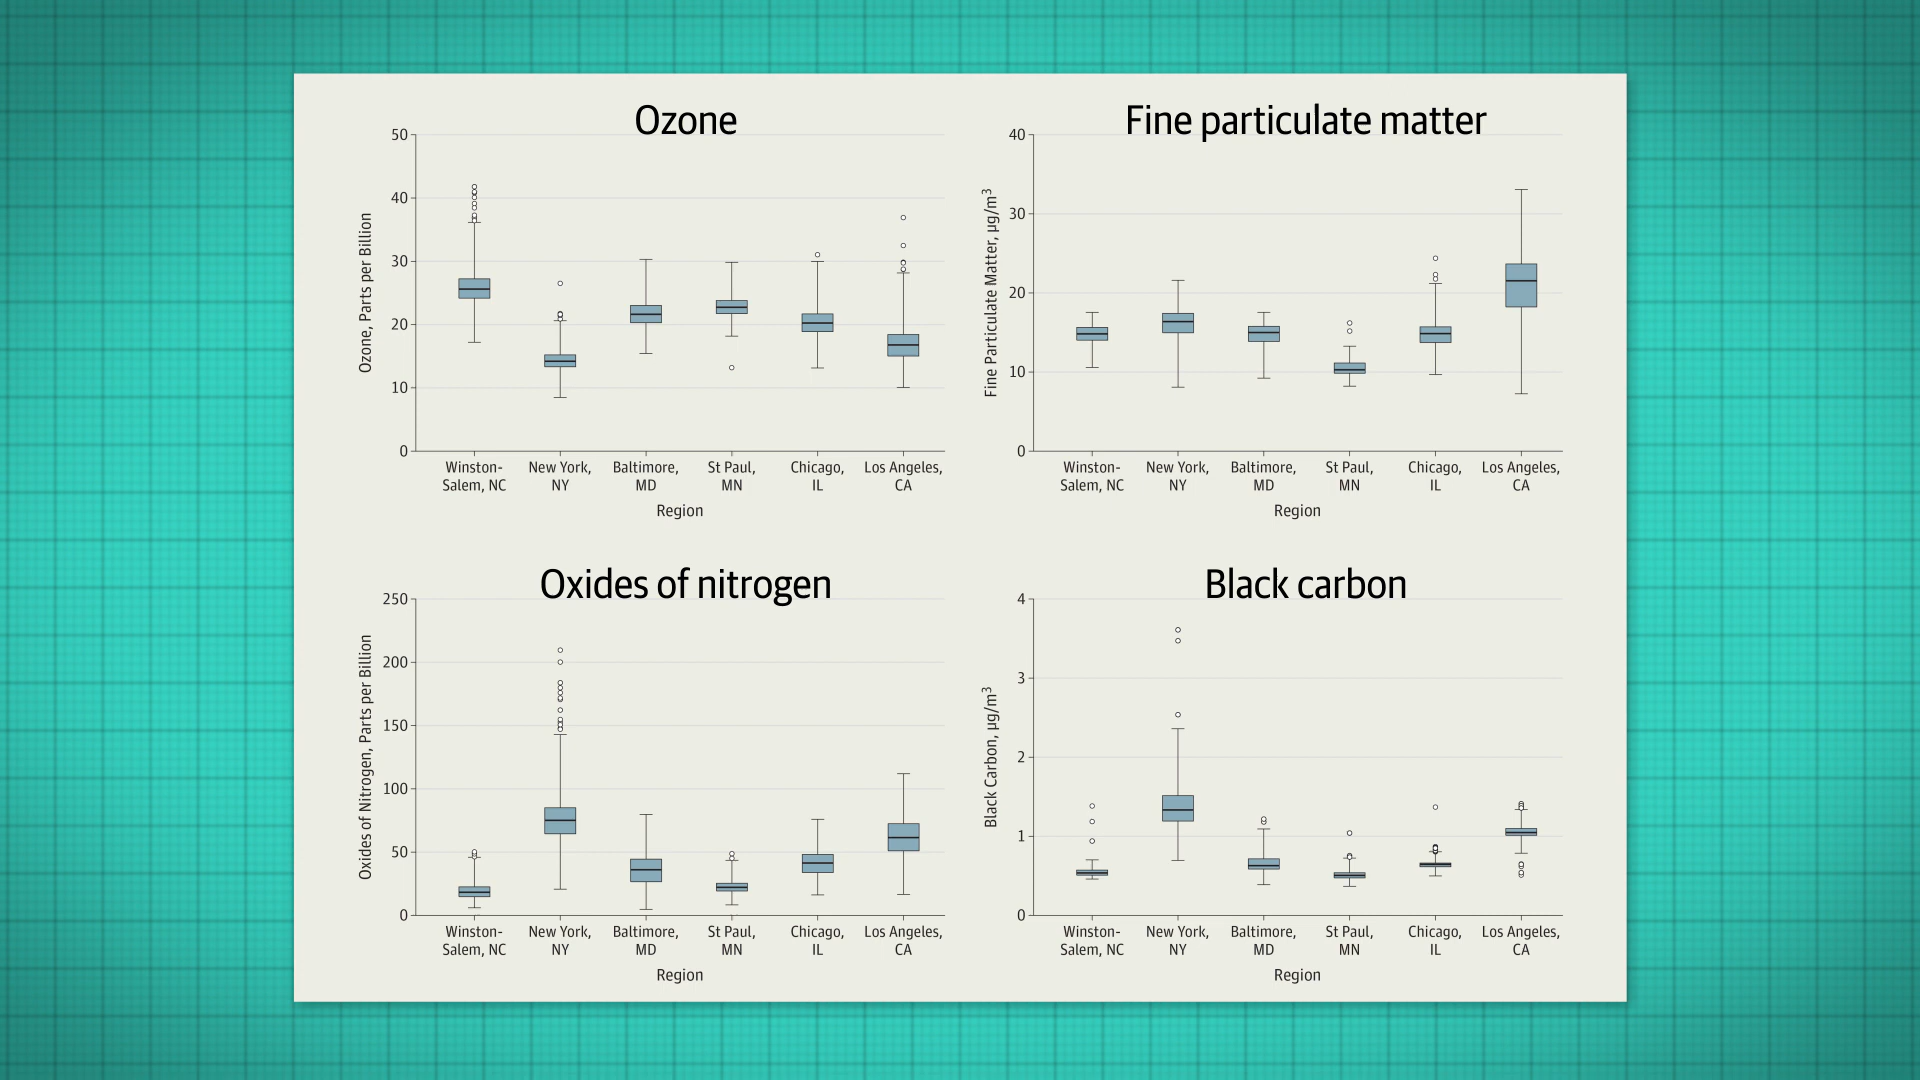 Ozone
50
40
30
20
10
0
Ozone, Parts per Billion
Winston-
Salem, NC
New York,
NY
Baltimore,
MD
St Paul,
MN
Chicago,
IL
Los Angeles,
CA
Region
Fine particulate matter
40
30
20
10
0
Fine Particulate Matter, µg/m³
Winston-
Salem, NC
New York,
NY
Baltimore,
MD
St Paul,
MN
Chicago,
IL
Los Angeles,
CA
Region
Oxides of nitrogen
250
200
150
100
50
0
Oxides of Nitrogen, Parts per Billion
Winston-
Salem, NC
New York,
NY
Baltimore,
MD
St Paul,
MN
Chicago,
IL
Los Angeles,
CA
Region
Black carbon
4
3
2
1
0
Black Carbon, µg/m³
Winston-
Salem, NC
New York,
NY
Baltimore,
MD
St Paul,
MN
Chicago,
IL
Los Angeles,
CA
Region